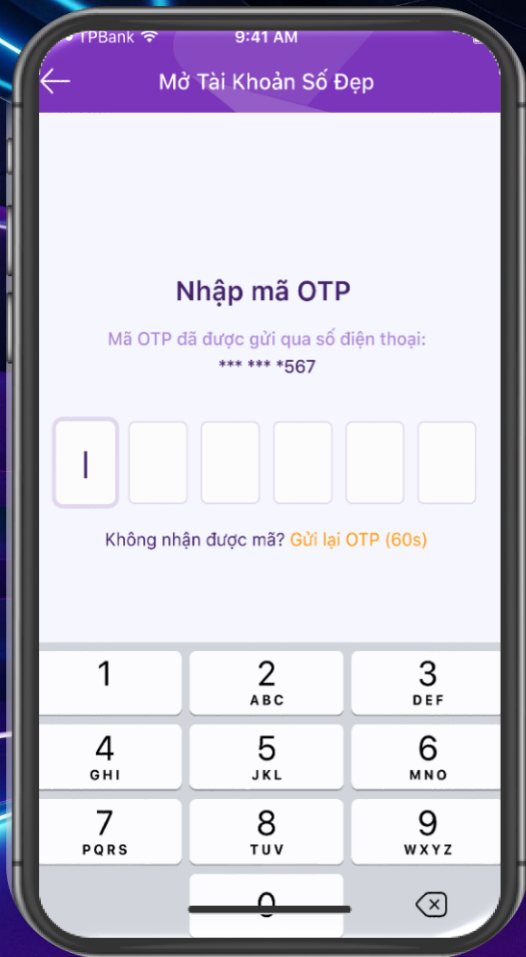 TPBank 9:41 AM
Mở Tài Khoản Số Đẹp
Nhập mã OTP
Mã OTP đã được gửi qua số điện thoại:
*** *** *567
Không nhận được mã? Gửi lại OTP (60s)
1 2 3
ABC DEF
4 5 6
GHI JKL MNO
7 8 9
PQRS TUV WXYZ
0